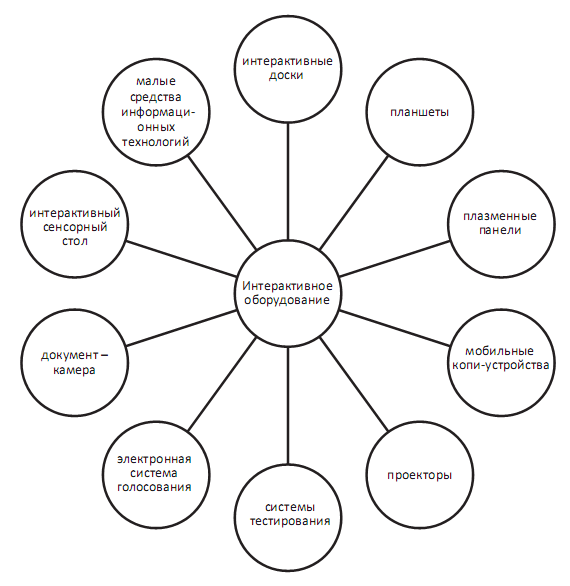 интерактивные
доски
планшеты
плазменные
панели
мобильные
копи-устройства
проекторы
системы
тестирования
электронная
система
голосования
документ –
камера
интерактивный
сенсорный
стол
малые
средства
информаци-
онных
технологий
Интерактивное
оборудование